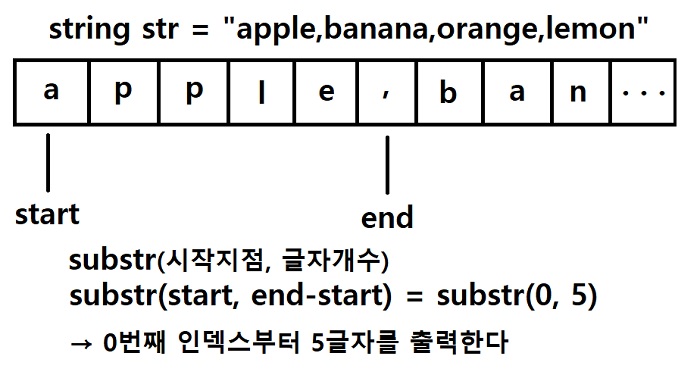 string str = "apple,banana,orange,lemon"
a p p l e , b a n ...
start end
substr(시작지점, 글자개수)
substr(start, end-start) = substr(0, 5)
→ 0번째 인덱스부터 5글자를 출력한다